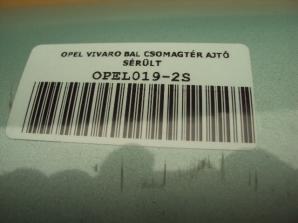 OPEL VIVARO BAL CSOMAGTÉR AJTÓ
SÉRÜLT
OPEL019-2S